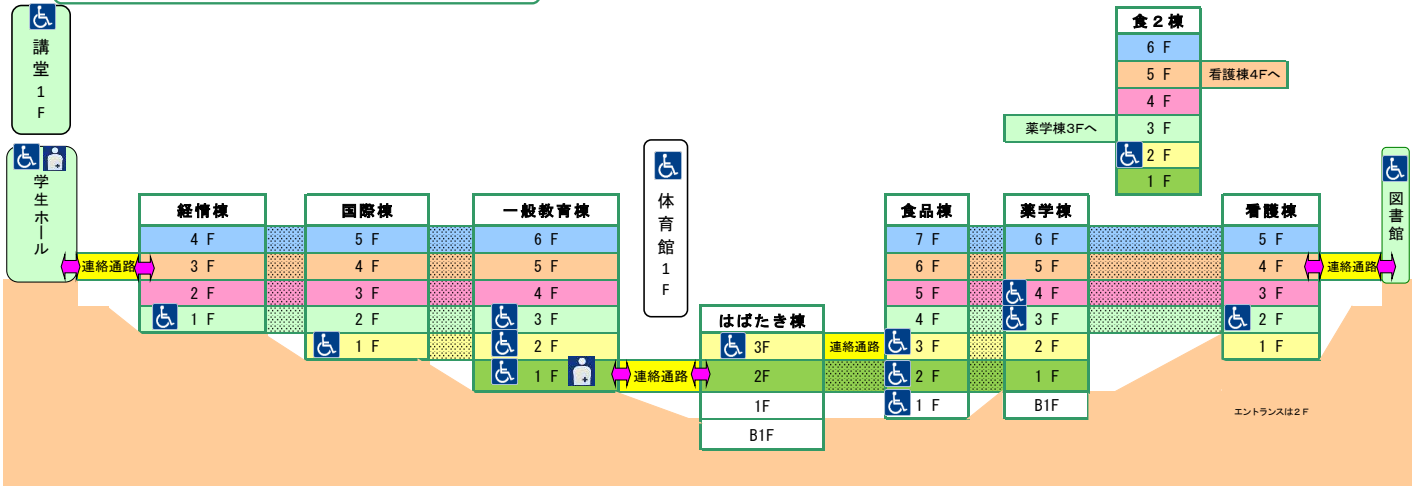 講堂1F
学生ホール
連絡通路
経情棟
4 F
3 F
2 F
1 F
国際棟
5 F
4 F
3 F
2 F
1 F
一般教育棟
6 F
5 F
4 F
3 F
2 F
1 F
連絡通路
体育館1F
はばたき棟
3F
2F
1F
B1F
連絡通路
食品棟
7 F
6 F
5 F
4 F
3 F
2 F
1 F
薬学棟
6 F
5 F
4 F
3 F
2 F
1 F
B1F
食２棟
6 F
5 F
看護棟4Fへ
4 F
薬学棟3Fへ
3 F
2 F
1 F
看護棟
5 F
4 F
3 F
2 F
1 F
エントランスは２Ｆ
連絡通路
図書館